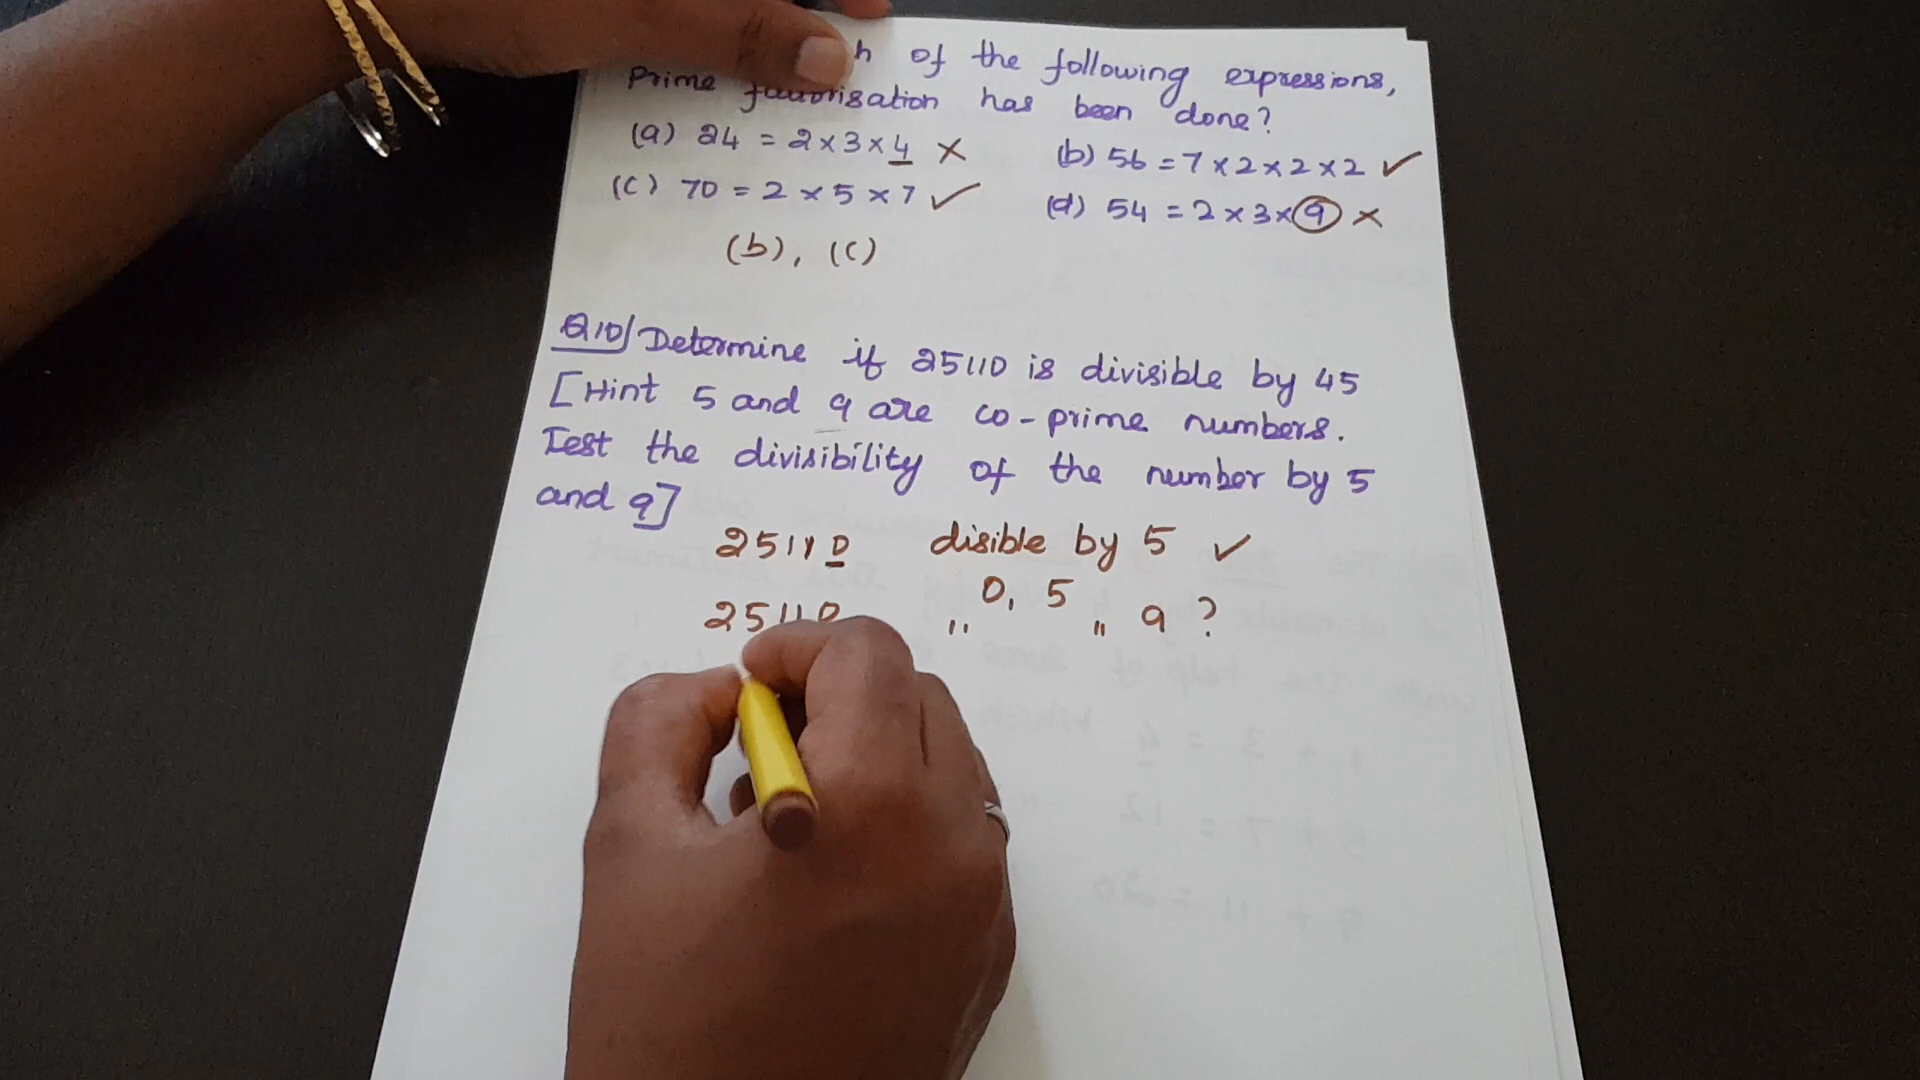 h of the following expressions,
Prime factorisation has been done?
(a) 24 = 2×3×4 ✗ (b) 56 = 7×2×2×2 ✓
(c) 70 = 2×5×7 ✓ (d) 54 = 2×3×9 ✗
(b), (c)
Q10/ Determine if 25110 is divisible by 45
[Hint 5 and 9 are co-prime numbers.
Test the divisibility of the number by 5
and 9]
25110 disible by 5 ✓
0, 5
25110 " " 9 ?